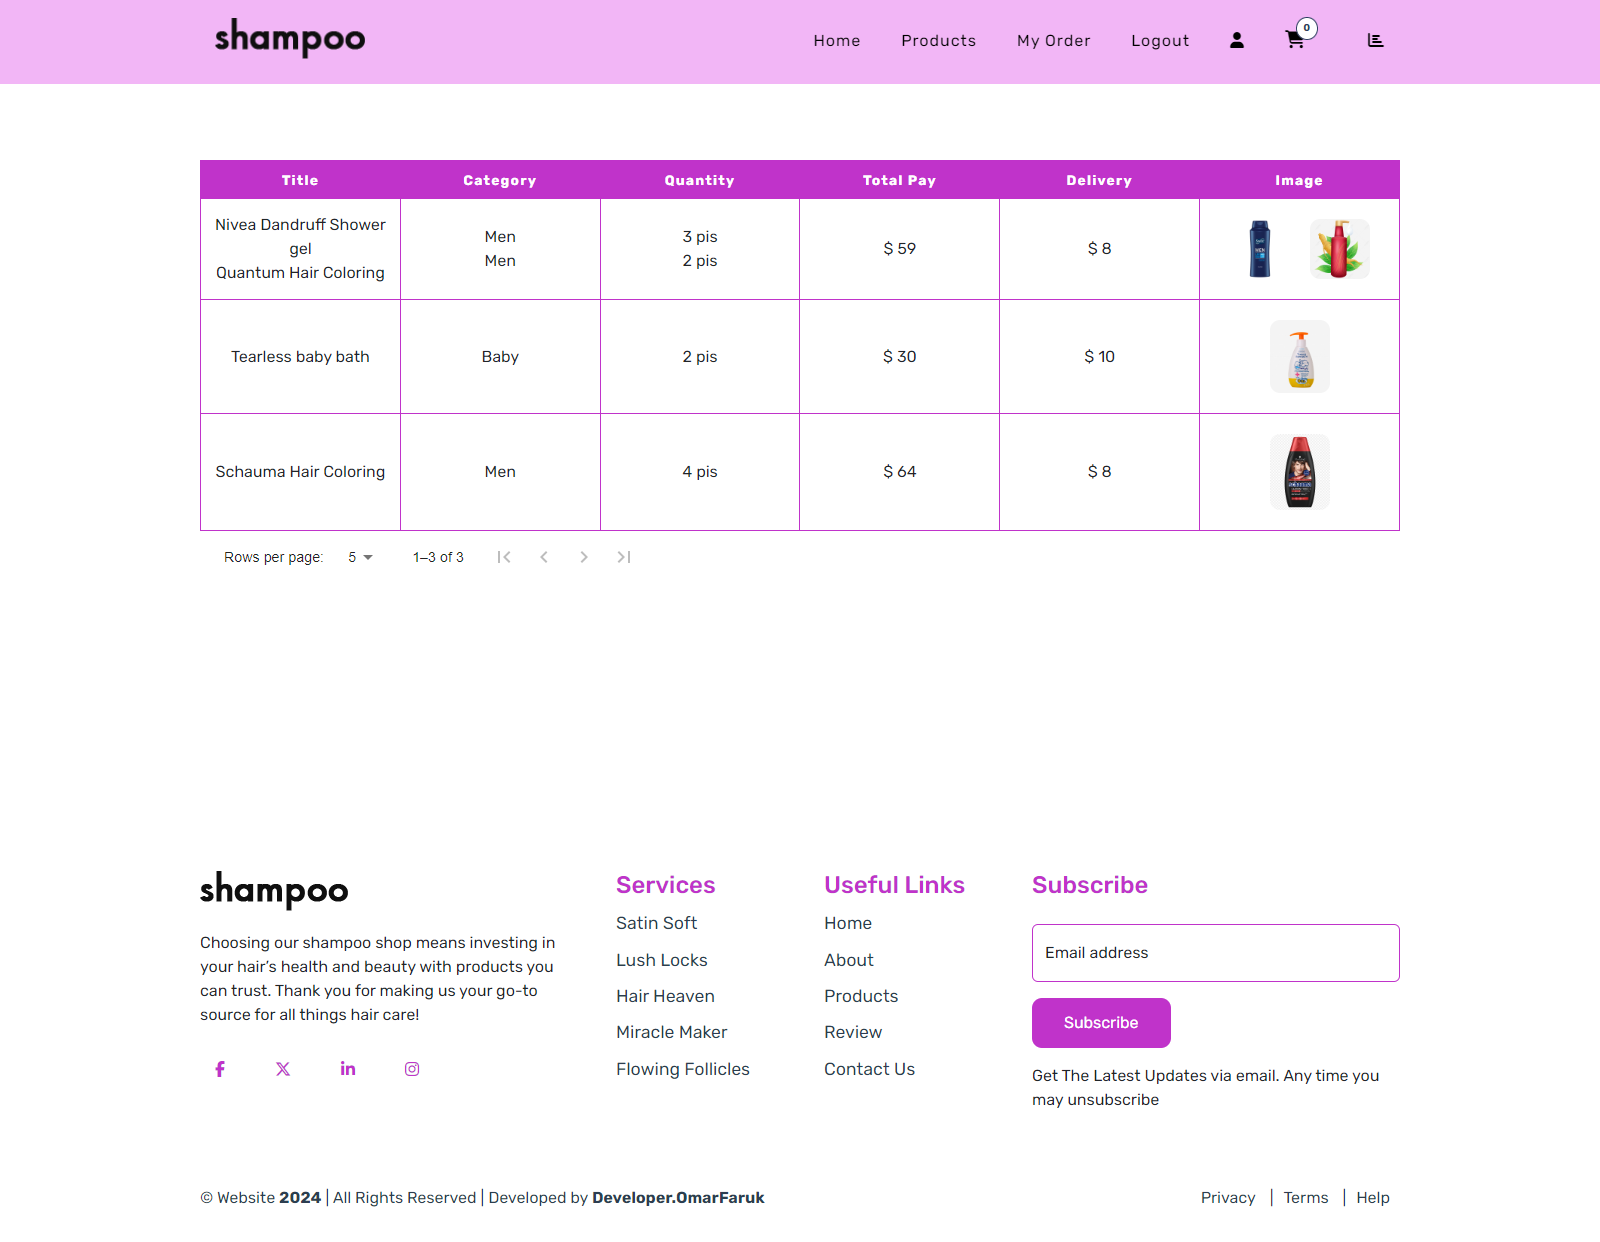 shampoo
Home Products My Order Logout 0
Title Category Quantity Total Pay Delivery Image
Nivea Dandruff Shower gel
Quantum Hair Coloring
Men
Men
3 pis
2 pis
$ 59
$ 8
Tearless baby bath Baby 2 pis $ 30 $ 10
Schauma Hair Coloring Men 4 pis $ 64 $ 8
Rows per page: 5 1–3 of 3
shampoo
Choosing our shampoo shop means investing in
your hair’s health and beauty with products you
can trust. Thank you for making us your go-to
source for all things hair care!
Services
Satin Soft
Lush Locks
Hair Heaven
Miracle Maker
Flowing Follicles
Useful Links
Home
About
Products
Review
Contact Us
Subscribe
Email address
Subscribe
Get The Latest Updates via email. Any time you
may unsubscribe
© Website 2024 | All Rights Reserved | Developed by Developer.OmarFaruk
Privacy | Terms | Help